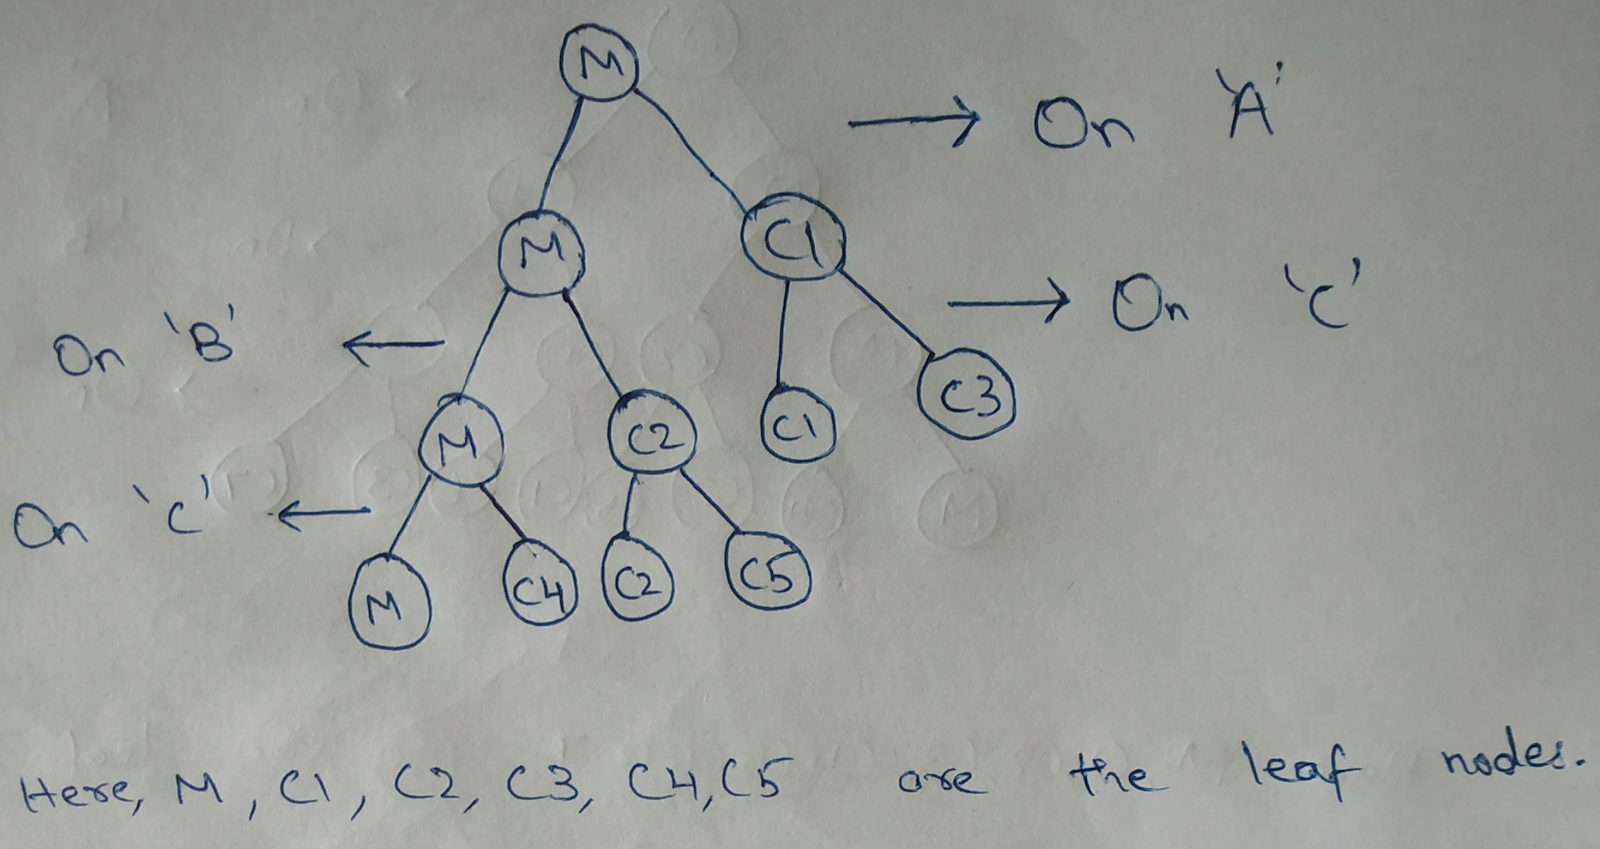 M
On 'A'
M
C1
On 'C'
On 'B'
M
C2
C1
C3
On 'C'
M
C4
C2
C5
Here, M, C1, C2, C3, C4, C5 are the leaf nodes.